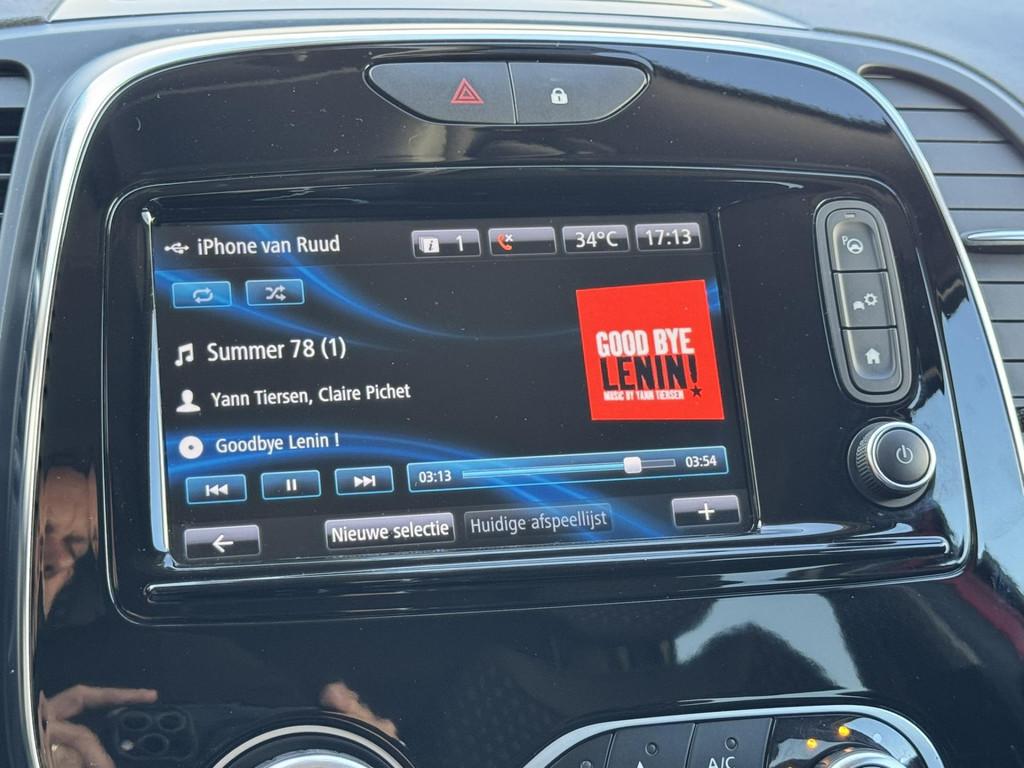 iPhone van Ruud
1
34°C
17:13
Summer 78 (1)
Yann Tiersen, Claire Pichet
Goodbye Lenin !
GOOD BYE
LENIN!
MUSIC BY YANN TIERSEN
03:13
03:54
Nieuwe selectie
Huidige afspeellijst
A/C